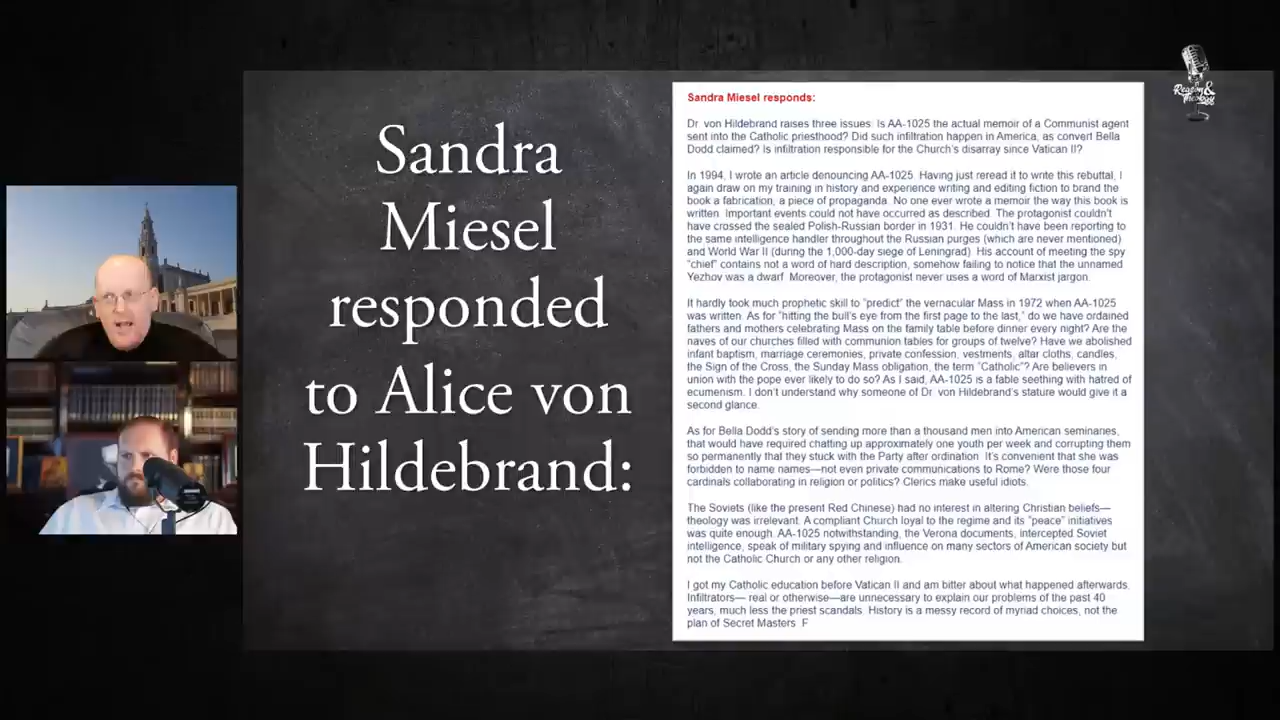 Sandra
Miesel
responded
to Alice von
Hildebrand:
Sandra Miesel responds:
Dr. von Hildebrand raises three issues: Is AA-1025 the actual memoir of a Communist agent
sent into the Catholic priesthood? Did such infiltration happen in America, as convert Bella
Dodd claimed? Is infiltration responsible for the Church's disarray since Vatican II?
In 1994, I wrote an article denouncing AA-1025. Having just reread it to write this rebuttal, I
again draw on my training in history and experience writing and editing fiction to brand the
book a fabrication, a piece of propaganda. No one ever wrote a memoir the way this book is
written. Important events could not have occurred as described. The protagonist couldn't
have crossed the sealed Polish-Russian border in 1931. He couldn't have been reporting to
the same intelligence handler throughout the Russian purges (which are never mentioned)
and World War II (during the 1,000-day siege of Leningrad). His account of meeting the spy
"chief" contains not a word of hard description, somehow failing to notice that the unnamed
Yezhov was a dwarf. Moreover, the protagonist never uses a word of Marxist jargon.
It hardly took much prophetic skill to "predict" the vernacular Mass in 1972 when AA-1025
was written. As for "hitting the bull's eye from the first page to the last," do we have ordained
fathers and mothers celebrating Mass on the family table before dinner every night? Are the
naves of our churches filled with communion tables for groups of twelve? Have we abolished
infant baptism, marriage ceremonies, private confession, vestments, altar cloths, candles,
the Sign of the Cross, the Sunday Mass obligation, the term "Catholic"? Are believers in
union with the pope ever likely to do so? As I said, AA-1025 is a fable seething with hatred of
ecumenism. I don't understand why someone of Dr. von Hildebrand's stature would give it a
second glance.
As for Bella Dodd's story of sending more than a thousand men into American seminaries,
that would have required chatting up approximately one youth per week and corrupting them
so permanently that they stuck with the Party after ordination. It's convenient that she was
forbidden to name names—not even private communications to Rome? Were those four
cardinals collaborating in religion or politics? Clerics make useful idiots.
The Soviets (like the present Red Chinese) had no interest in altering Christian beliefs—
theology was irrelevant. A compliant Church loyal to the regime and its "peace" initiatives
was quite enough. AA-1025 notwithstanding, the Verona documents, intercepted Soviet
intelligence, speak of military spying and influence on many sectors of American society but
not the Catholic Church or any other religion.
I got my Catholic education before Vatican II and am bitter about what happened afterwards.
Infiltrators— real or otherwise—are unnecessary to explain our problems of the past 40
years, much less the priest scandals. History is a messy record of myriad choices, not the
plan of Secret Masters. F
Reason &
Theology